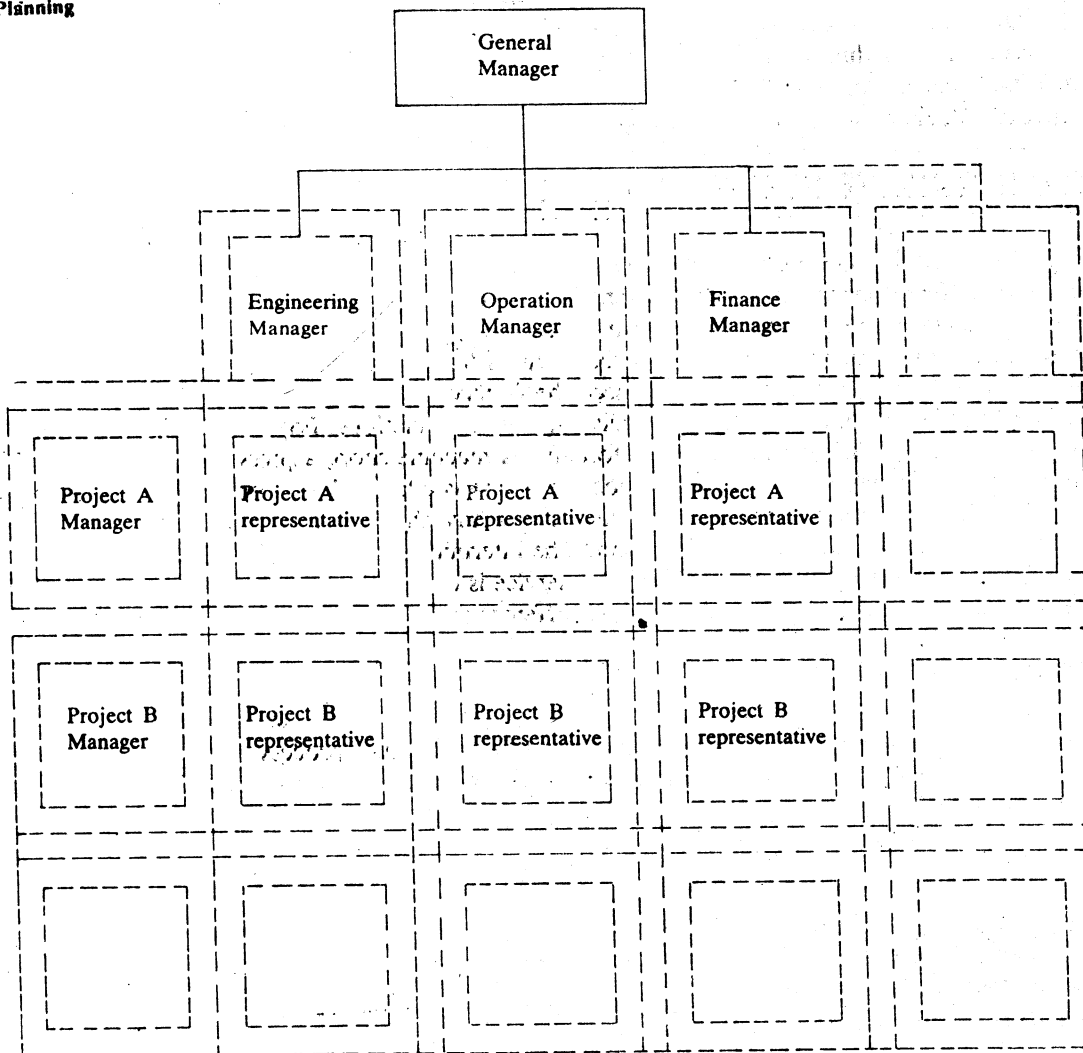 Planning
General
Manager
Engineering
Manager
Operation
Manager
Finance
Manager
Project A
Manager
Project A
representative
Project A
representative
Project A
representative
Project B
Manager
Project B
representative
Project B
representative
Project B
representative